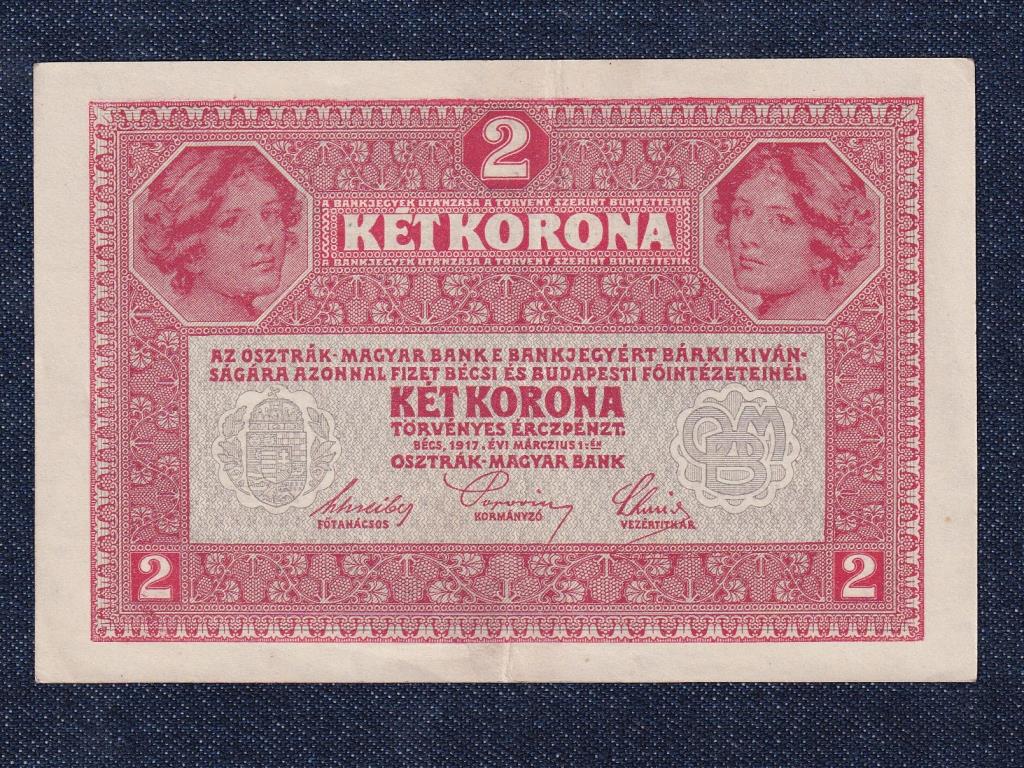 2
A BANKJEGYEK UTÁNZÁSA A TÖRVÉNY SZERINT BÜNTETTETIK
KÉT KORONA
A BANKJEGYEK UTÁNZÁSA A TÖRVÉNY SZERINT BÜNTETTETIK
AZ OSZTRÁK-MAGYAR BANK E BANKJEGYÉRT BÁRKI KIVÁN-
SÁGÁRA AZONNAL FIZET BÉCSI ÉS BUDAPESTI FŐINTÉZETEINÉL
KÉT KORONA
TÖRVÉNYES ÉRCZPÉNZT.
BÉCS, 1917. ÉVI MÁRCZIUS 1-ÉN
OSZTRÁK-MAGYAR BANK
Schreiber Popovics
FŐTANÁCSOS KORMÁNYZÓ VEZÉRTITKÁR
2 2